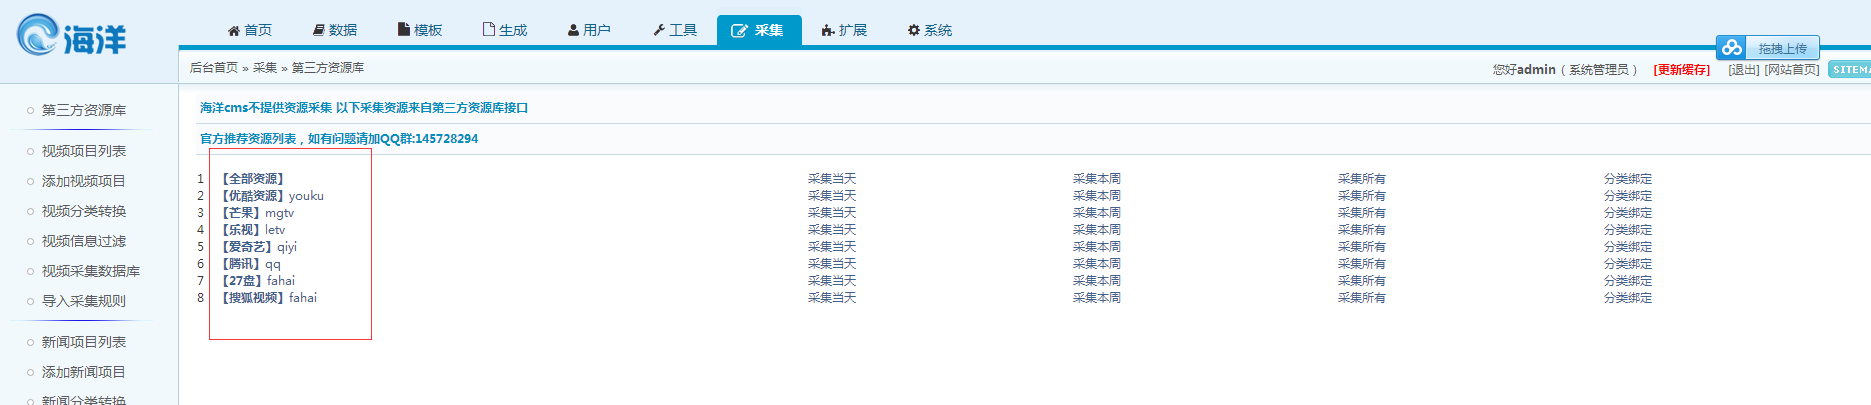 海洋
首页 数据 模板 生成 用户 工具 采集 扩展 系统
拖拽上传
后台首页 » 采集 » 第三方资源库
您好admin（系统管理员） [更新缓存] [退出] [网站首页]
第三方资源库
视频项目列表
添加视频项目
视频分类转换
视频信息过滤
视频采集数据库
导入采集规则
新闻项目列表
添加新闻项目
新闻分类转换
海洋cms不提供资源采集 以下采集资源来自第三方资源库接口
官方推荐资源列表，如有问题请加QQ群:145728294
1 【全部资源】 采集当天 采集本周 采集所有 分类绑定
2 【优酷资源】youku 采集当天 采集本周 采集所有 分类绑定
3 【芒果】mgtv 采集当天 采集本周 采集所有 分类绑定
4 【乐视】letv 采集当天 采集本周 采集所有 分类绑定
5 【爱奇艺】qiyi 采集当天 采集本周 采集所有 分类绑定
6 【腾讯】qq 采集当天 采集本周 采集所有 分类绑定
7 【27盘】fahai 采集当天 采集本周 采集所有 分类绑定
8 【搜狐视频】fahai 采集当天 采集本周 采集所有 分类绑定